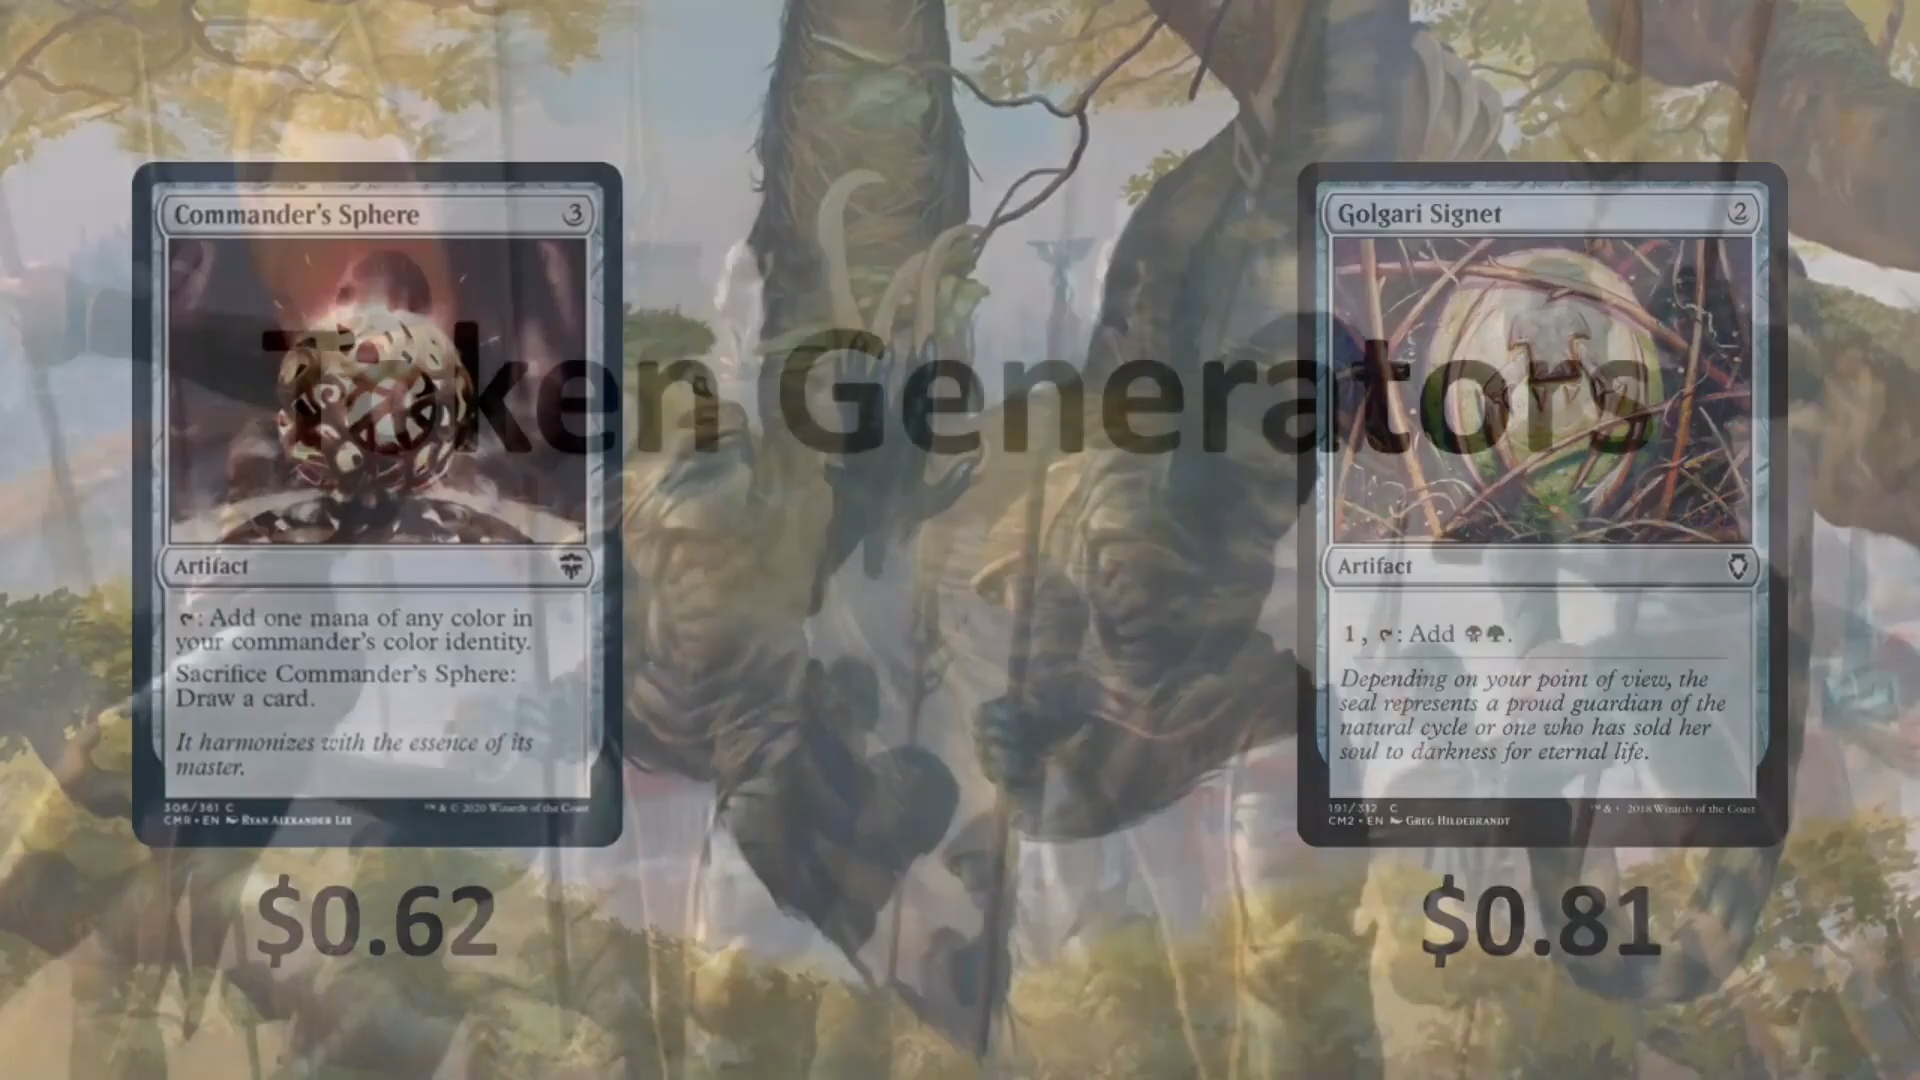 Token Generators
Commander's Sphere 3
Artifact
: Add one mana of any color in
your commander's color identity.
Sacrifice Commander's Sphere:
Draw a card.
It harmonizes with the essence of its
master.
306/361 C
™ & © 2020 Wizards of the Coast
CMR • EN RYAN ALEXANDER LEE
$0.62
Golgari Signet 2
Artifact
1, : Add .
Depending on your point of view, the
seal represents a proud guardian of the
natural cycle or one who has sold her
soul to darkness for eternal life.
191/312 C
™ & 2018 Wizards of the Coast
CM2 • EN GREG HILDEBRANDT
$0.81